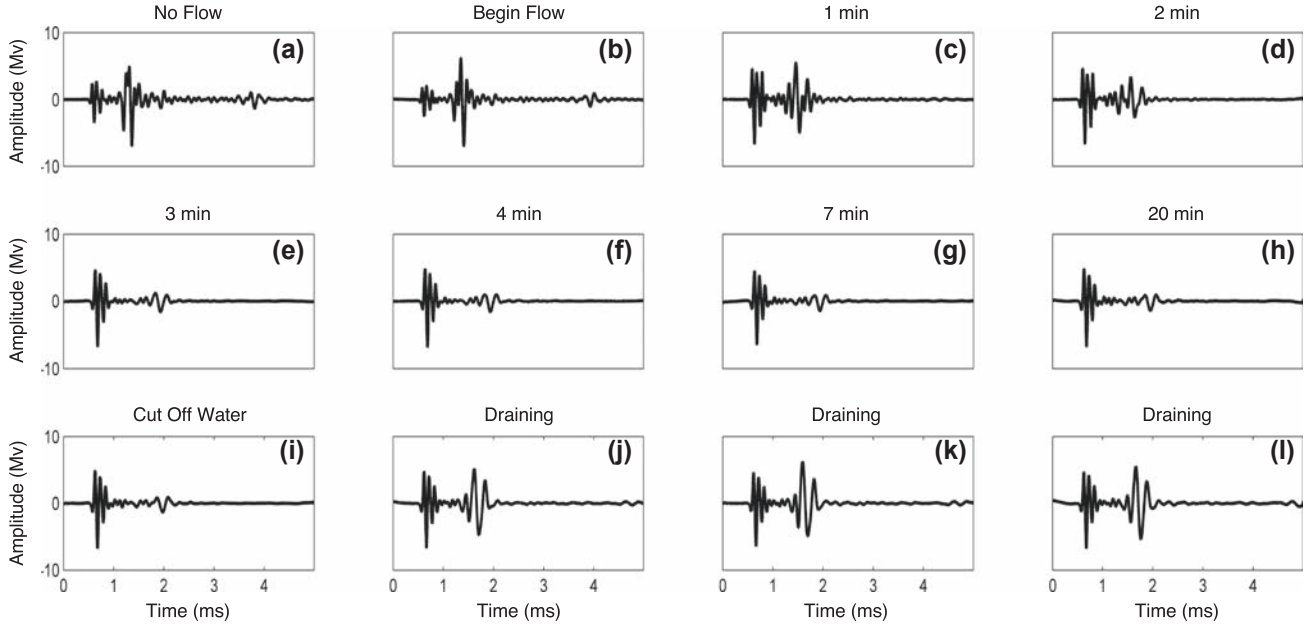 No Flow Begin Flow 1 min 2 min
10 (a) (b) (c) (d)
Amplitude (Mv)
0
-10
3 min 4 min 7 min 20 min
10 (e) (f) (g) (h)
Amplitude (Mv)
0
-10
Cut Off Water Draining Draining Draining
10 (i) (j) (k) (l)
Amplitude (Mv)
0
-10
0 1 2 3 4 0 1 2 3 4 0 1 2 3 4 0 1 2 3 4
Time (ms) Time (ms) Time (ms) Time (ms)